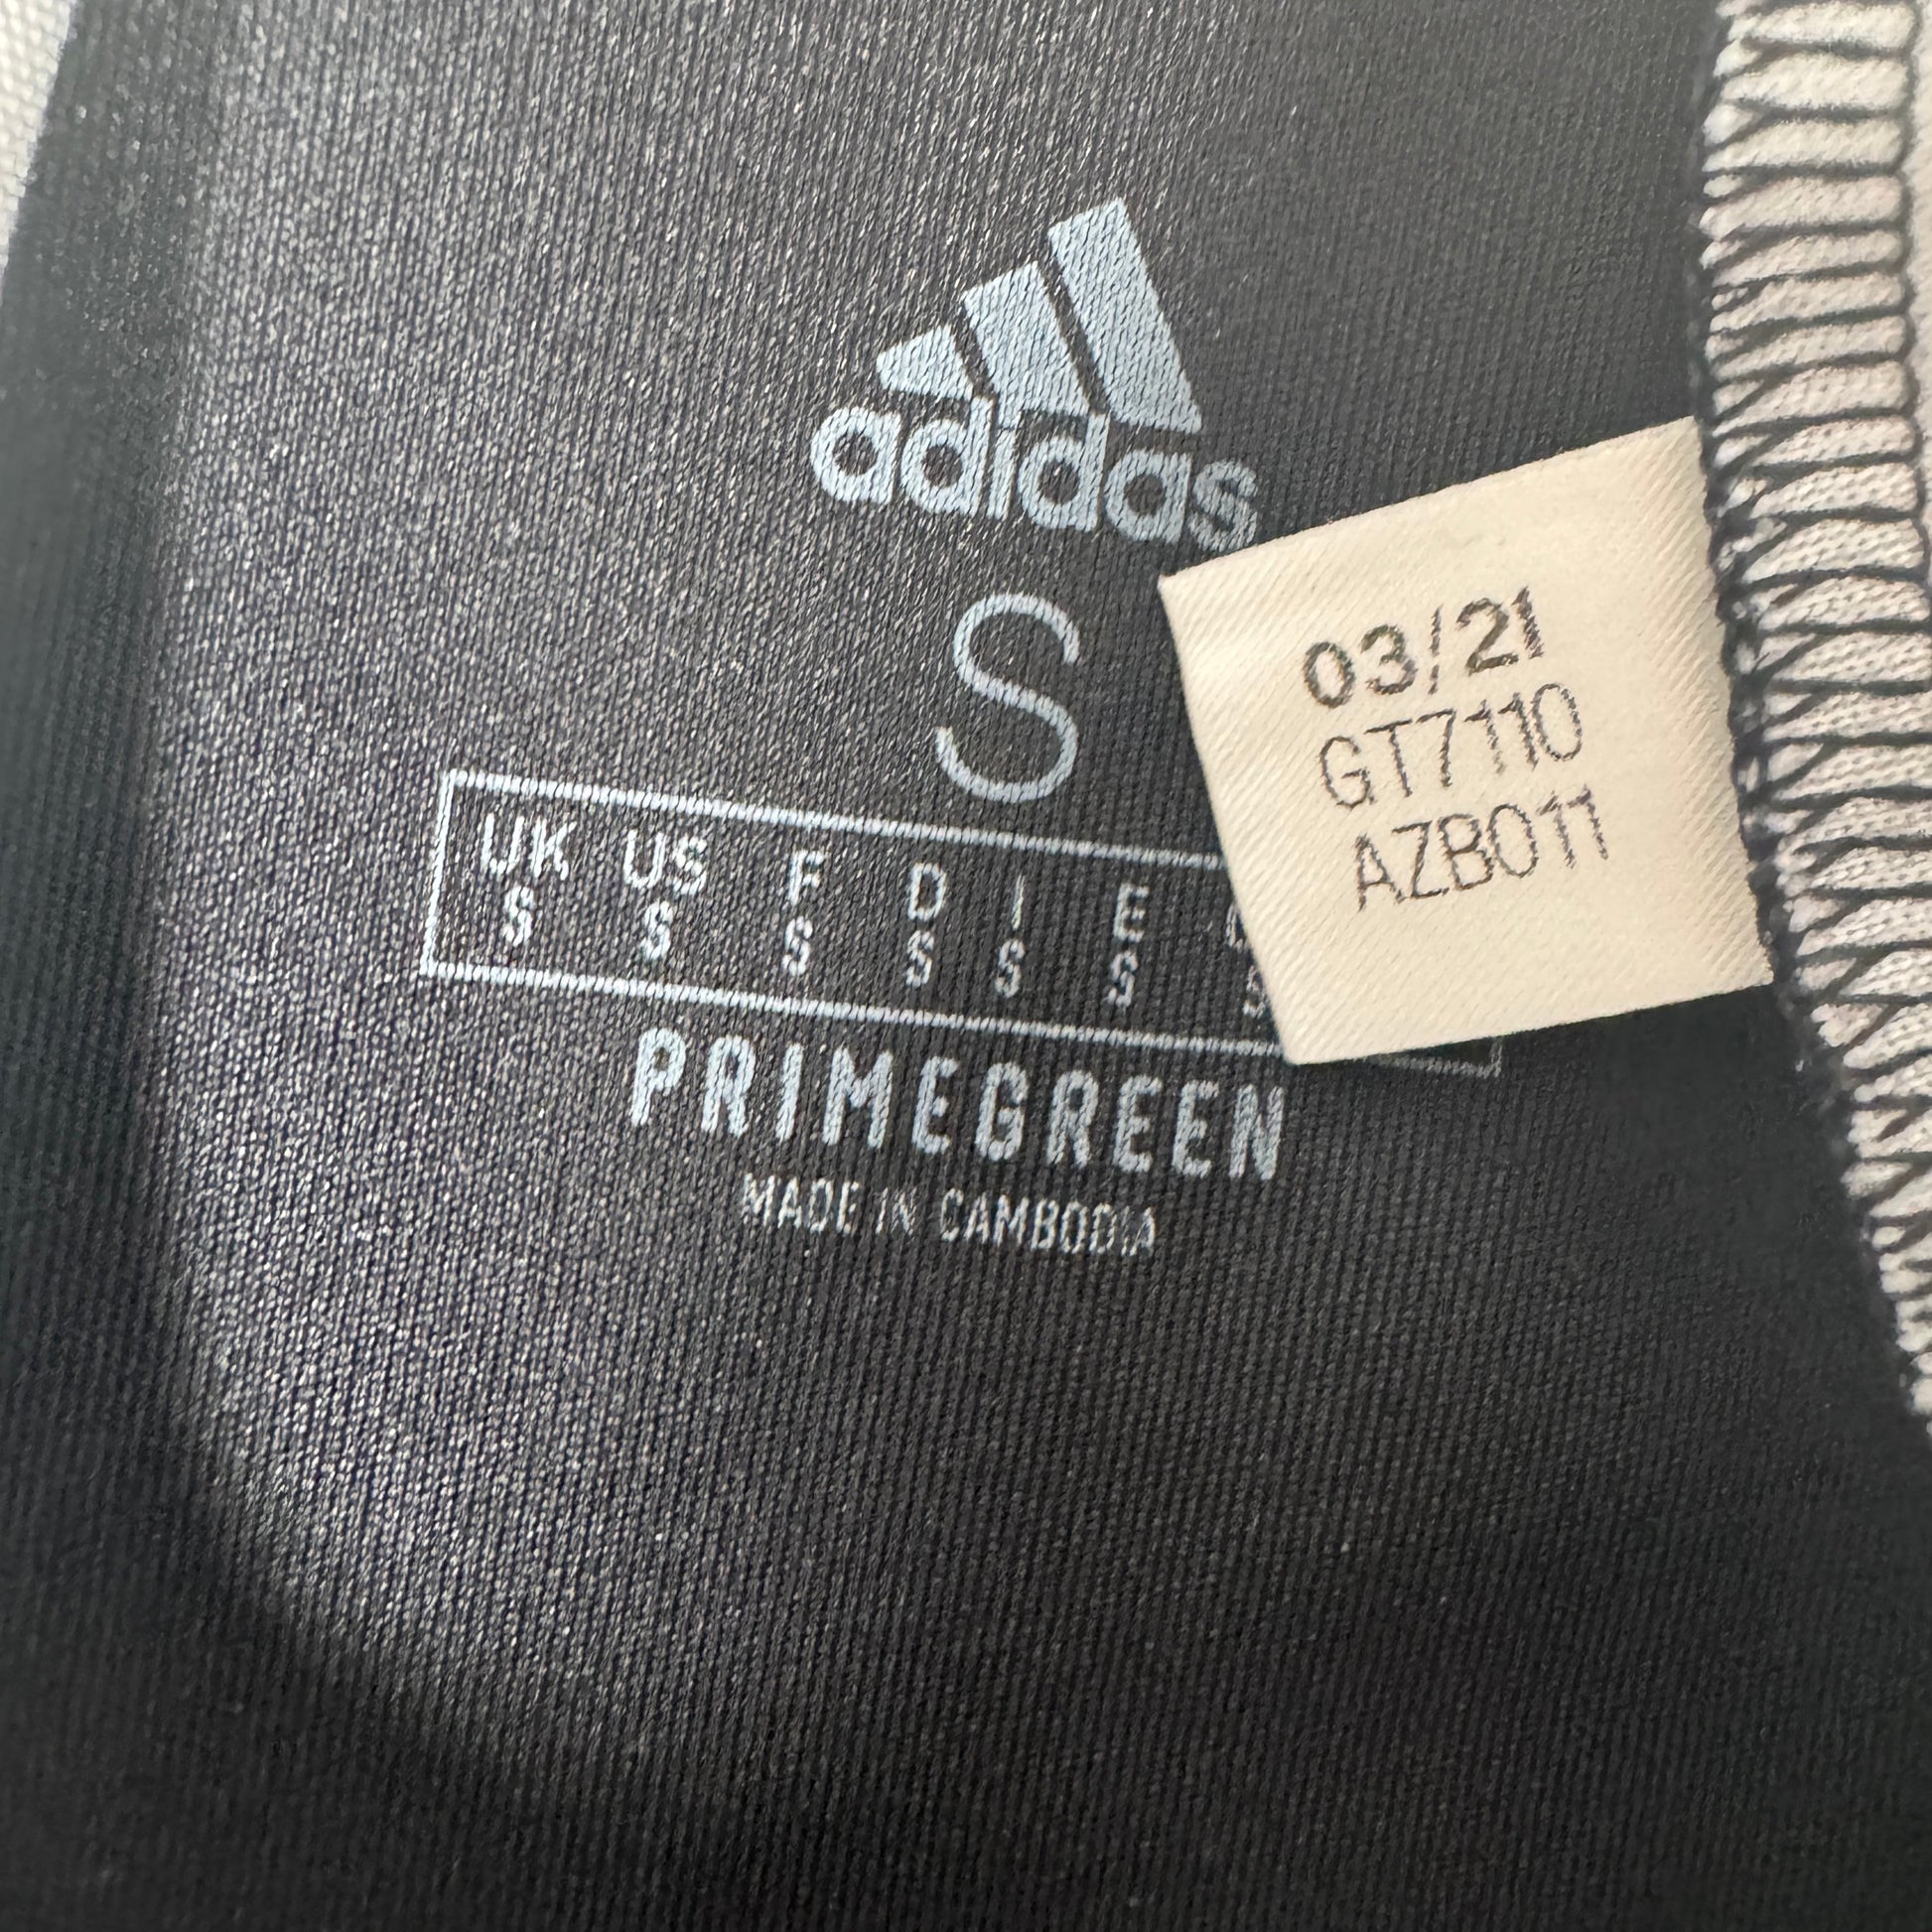 adidas
S
UK US F D I E
S S S S S S S
PRIMEGREEN
MADE IN CAMBODIA
03/21
GT7110
AZB011